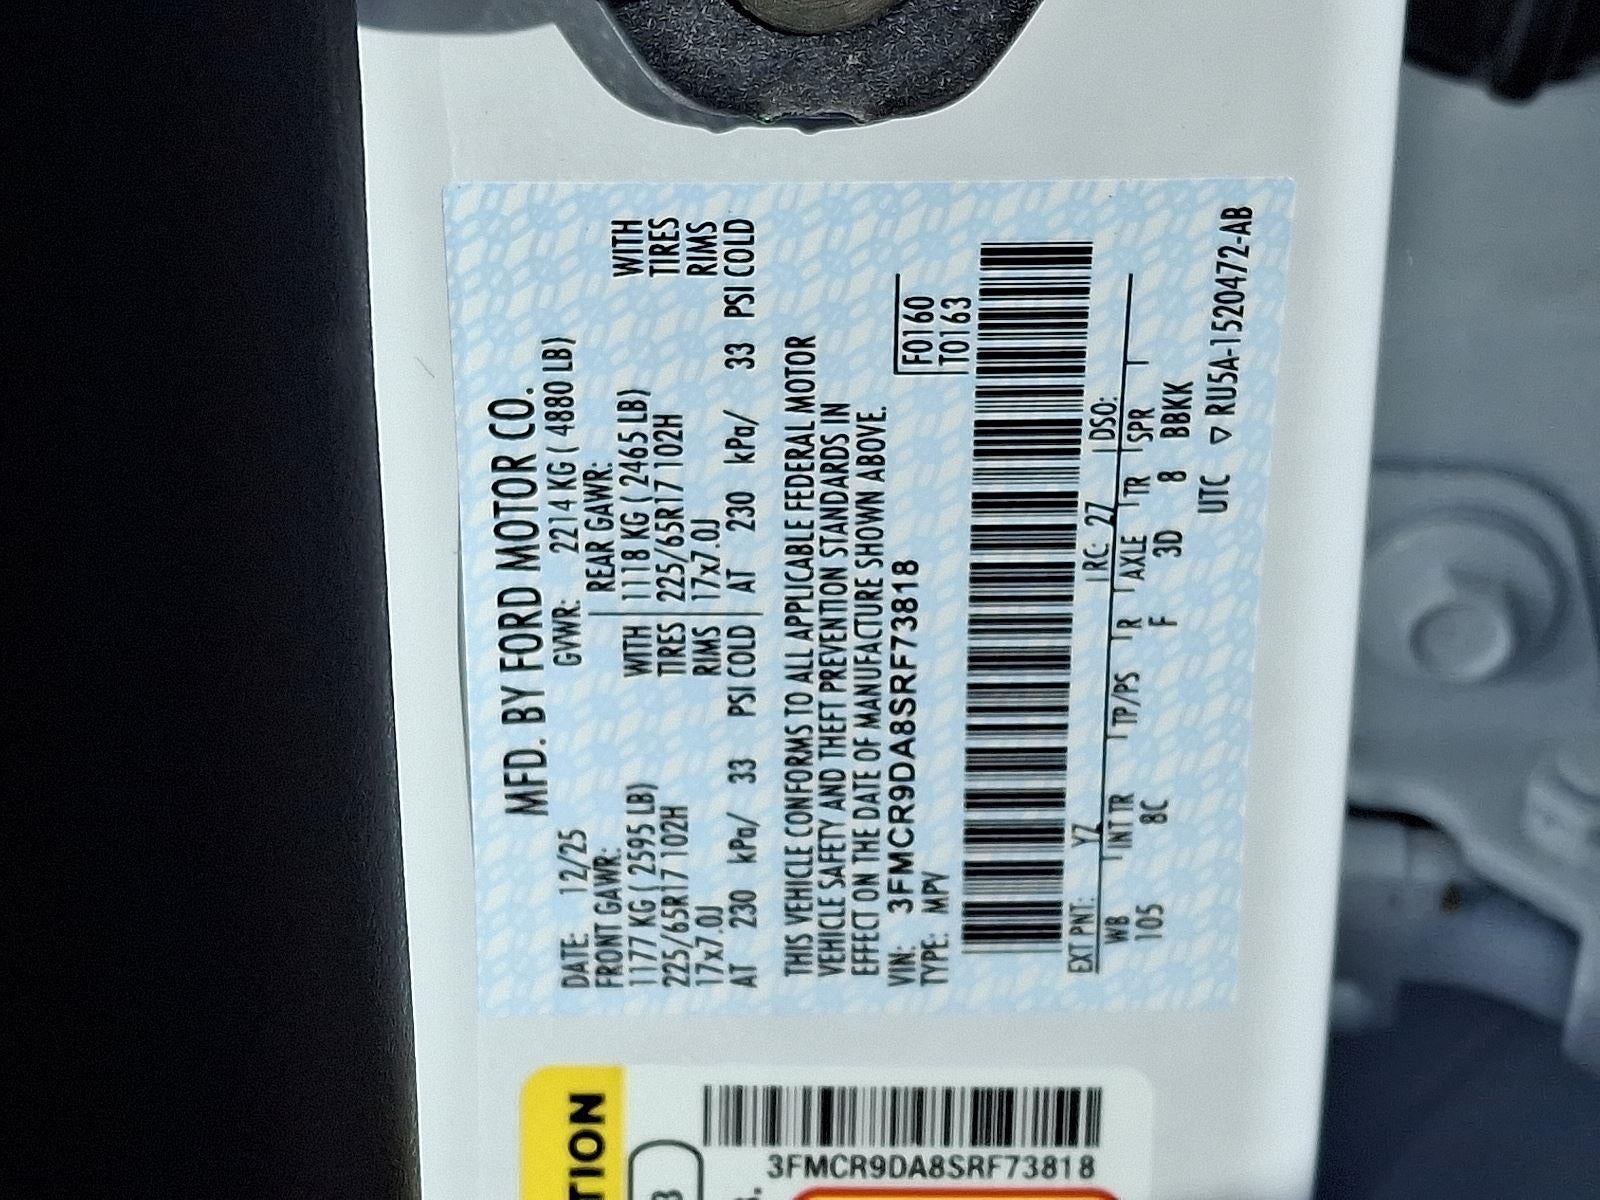 MFD. BY FORD MOTOR CO.
DATE: 12/25 GVWR: 2214 KG ( 4880 LB)
FRONT GAWR: REAR GAWR:
1177 KG ( 2595 LB) WITH 1118 KG ( 2465 LB) WITH
225/65R17 102H TIRES 225/65R17 102H TIRES
17x7.0J RIMS 17x7.0J RIMS
AT 230 kPa/ 33 PSI COLD AT 230 kPa/ 33 PSI COLD
THIS VEHICLE CONFORMS TO ALL APPLICABLE FEDERAL MOTOR
VEHICLE SAFETY AND THEFT PREVENTION STANDARDS IN
EFFECT ON THE DATE OF MANUFACTURE SHOWN ABOVE.
VIN: 3FMCR9DA8SRF73818 F0160
TYPE: MPV T0163
EXT PNT: YZ RC: 27 DSO:
WB INT TR TP/PS R AXLE TR SPR
105 8C F 3D 8 BBKK
UTC ▽ RU5A-1520472-AB
TION
3FMCR9DA8SRF73818